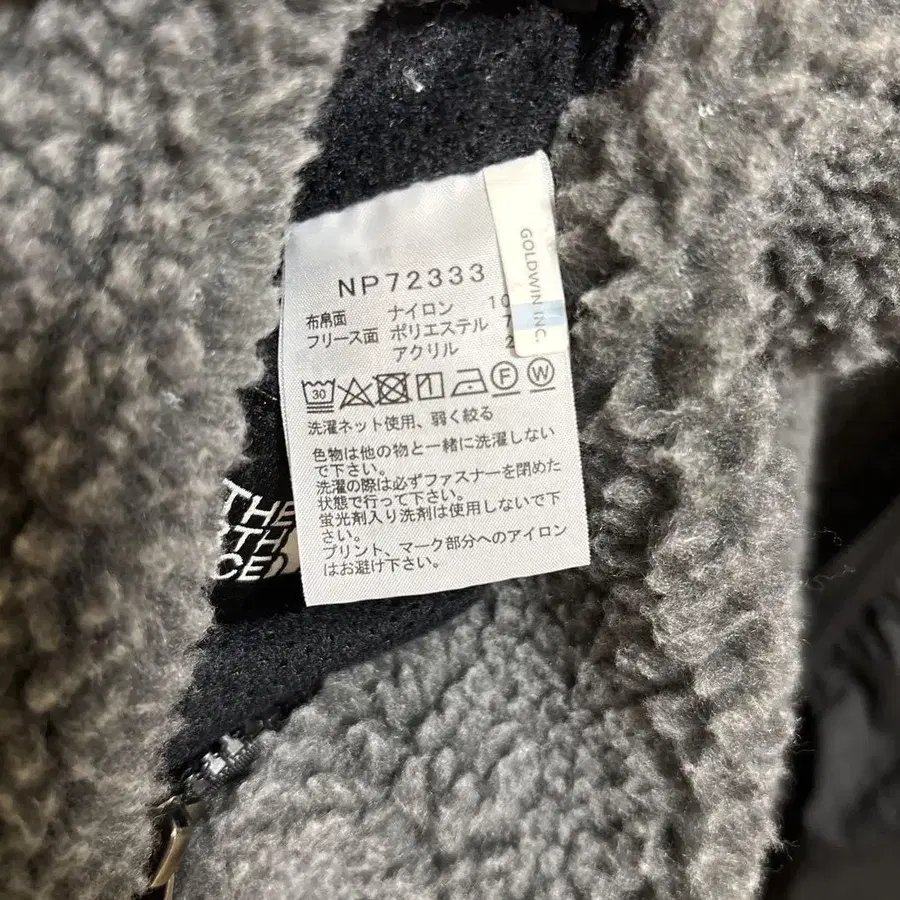 NP72333
布帛面 ナイロン 10
フリース面 ポリエステル 7
アクリル 2
GOLDWIN INC.
30 F W
洗濯ネット使用、弱く絞る
色物は他の物と一緒に洗濯しない
で下さい。
洗濯の際は必ずファスナーを閉めた
状態で行って下さい。
蛍光剤入り洗剤は使用しないで下
さい。
プリント、マーク部分へのアイロン
はお避け下さい。
THE
RTH
CE